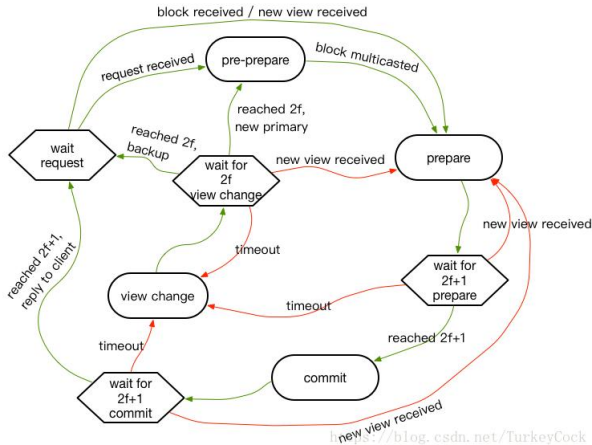 block received / new view received
pre-prepare
request received
block multicasted
reached 2f,
new primary
reached 2f,
backup
wait
request
wait for
2f
view change
new view received
prepare
new view received
timeout
wait for
2f+1
prepare
view change
timeout
reached 2f+1,
reply to client
timeout
reached 2f+1
wait for
2f+1
commit
commit
new view received
https://blog.csdn.net/TurkeyCock